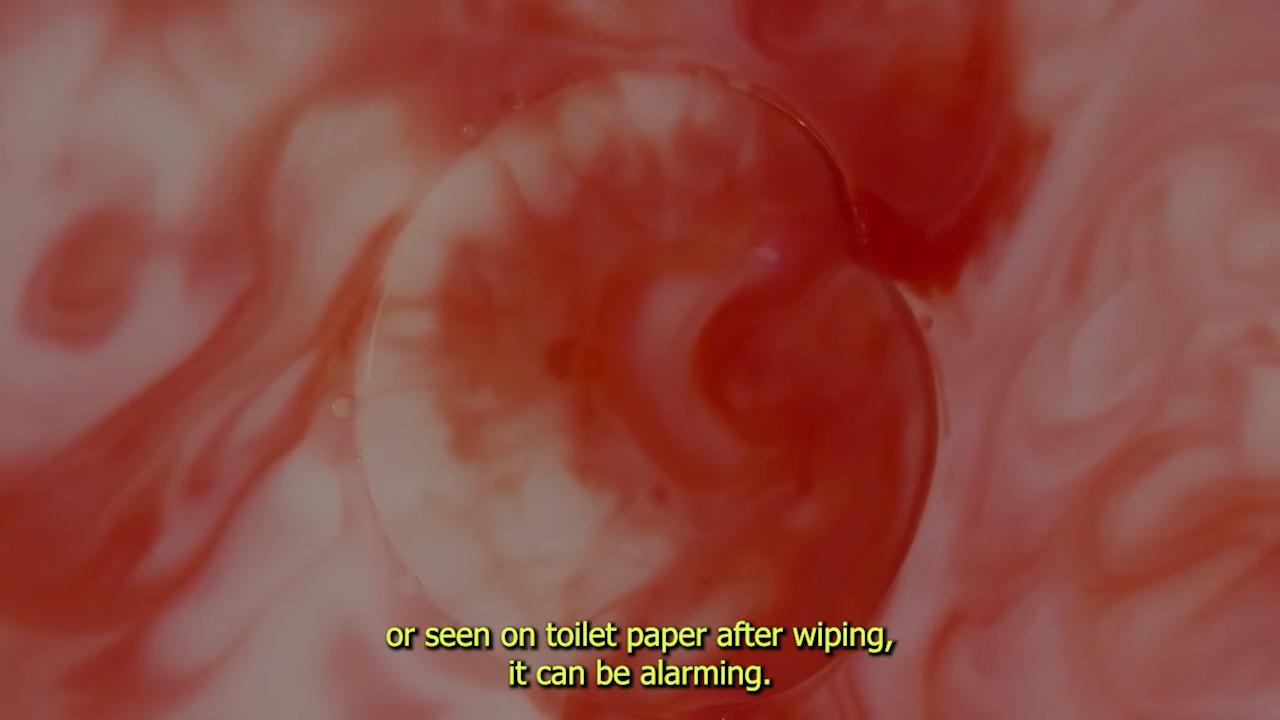 or seen on toilet paper after wiping,
it can be alarming.